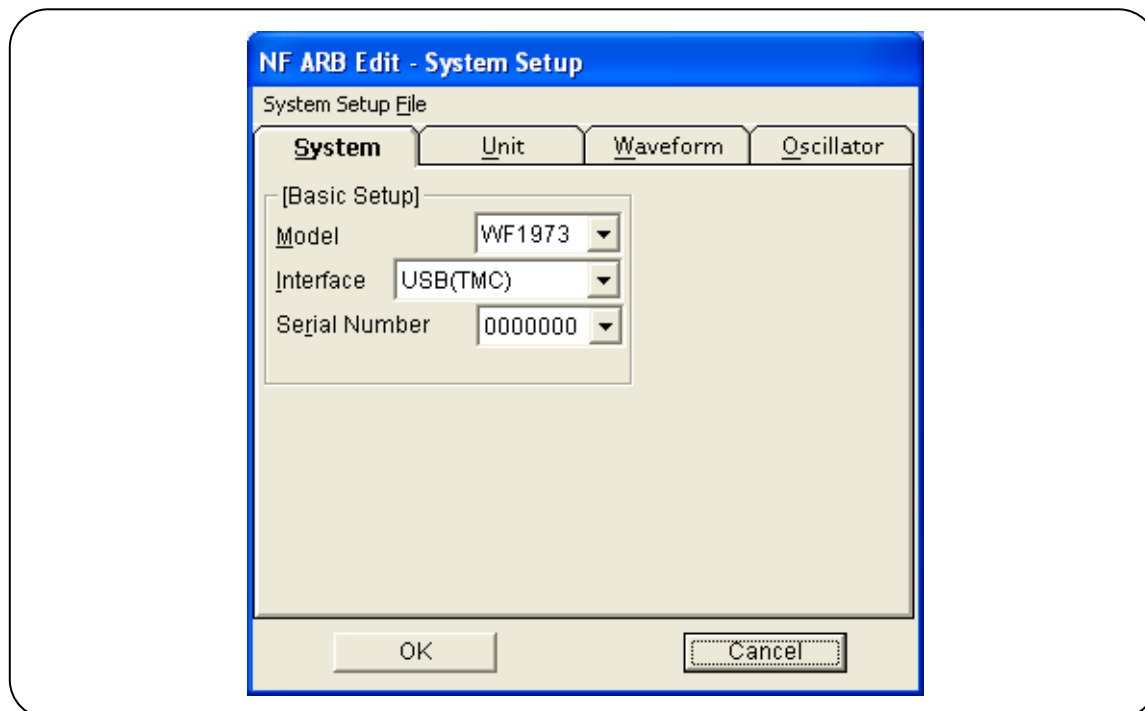 NF ARB Edit - System Setup
System Setup File
System Unit Waveform Oscillator
[Basic Setup]
Model WF1973
Interface USB(TMC)
Serial Number 0000000
OK Cancel